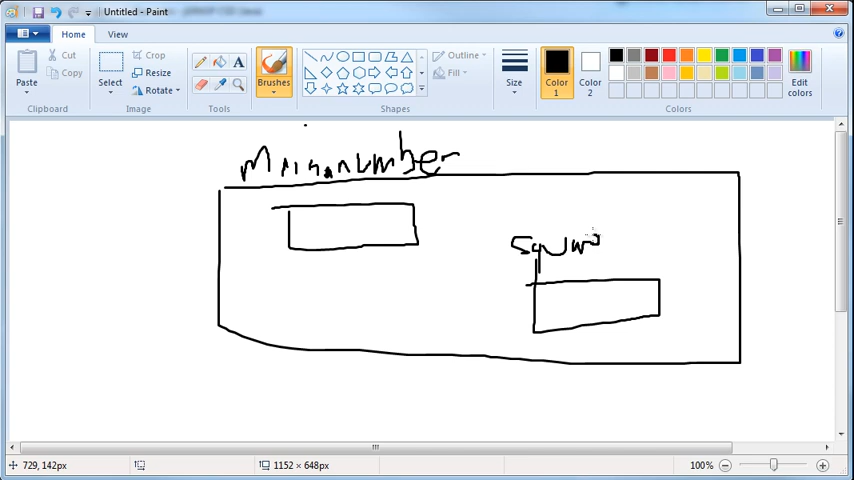 Untitled - Paint
Home View
Paste
Cut
Copy
Select
Crop
Resize
Rotate
Brushes
Outline
Fill
Size
Color
1
Color
2
Edit
colors
Clipboard Image Tools Shapes Colors
number
729, 142px 1152 × 648px 100%